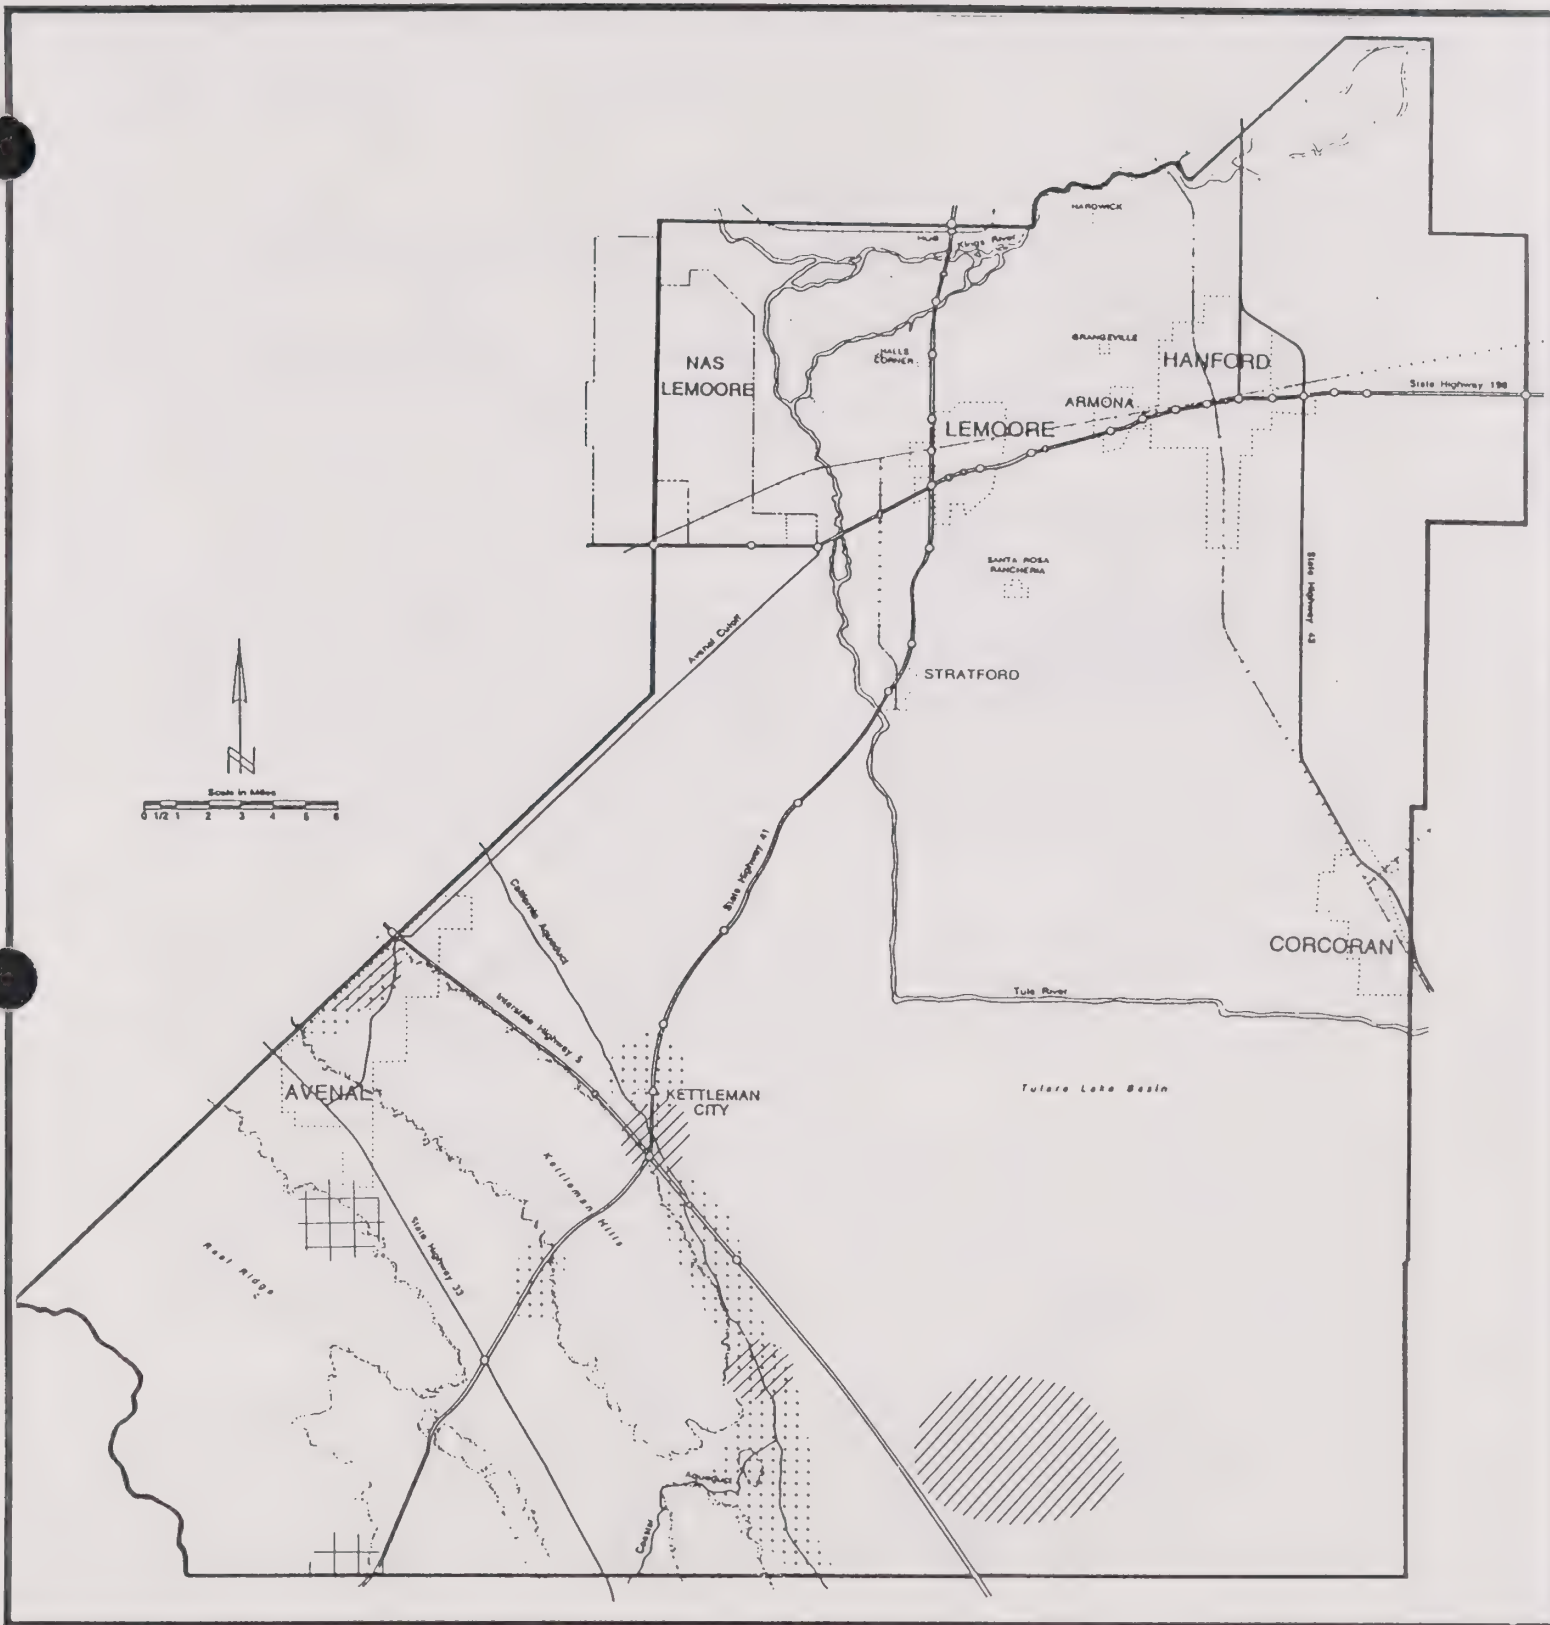 HARDWICK
Kings River
GRANGEVILLE
HALLS
CORNER
NAS
LEMOORE
HANFORD
State Highway 198
ARMONA
LEMOORE
SANTA ROSA
RANCHERIA
State Highway 43
Avenal Cutoff
STRATFORD
N
Scale in Miles
0 1/2 1 2 3 4 5 6
State Highway 41
California Aqueduct
CORCORAN
Tule River
Interstate Highway 5
AVENAL
KETTLEMAN
CITY
Tulare Lake Basin
Kettleman Hills
State Highway 33
Reef Ridge
Aqueduct
Coastal